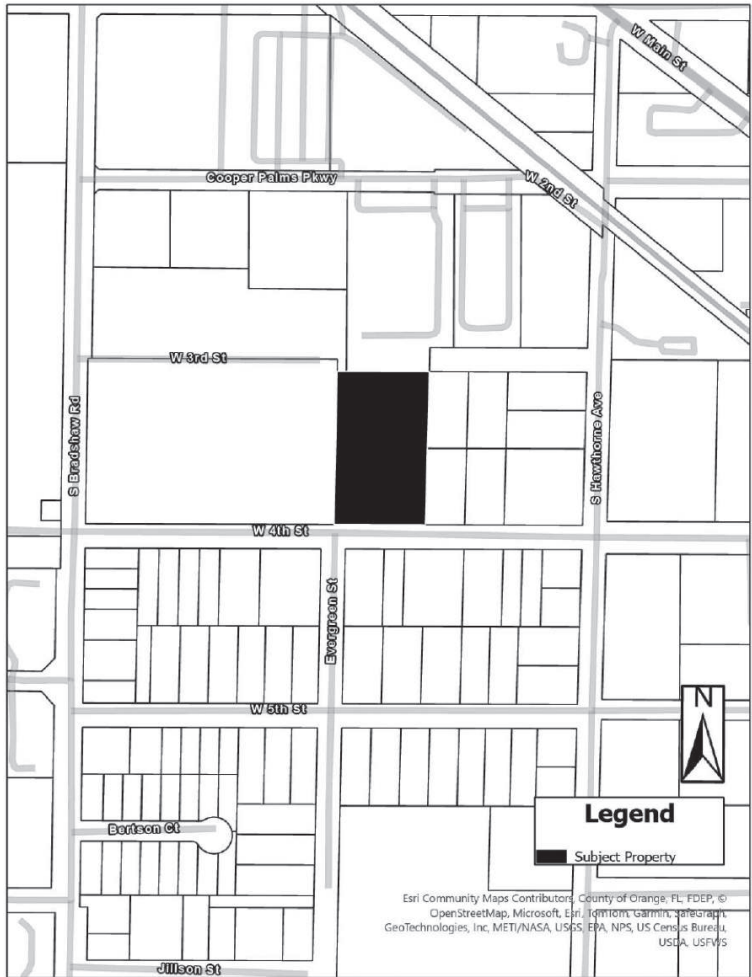 W Main St
Cooper Palms Pkwy
W 2nd St
W 3rd St
S Bradshaw Rd
S Hawthorne Ave
W 4th St
Evergreen St
W 5th St
N
Bertson Ct
Legend
Subject Property
Esri Community Maps Contributors, County of Orange, FL, FDEP, ©
OpenStreetMap, Microsoft, Esri, TomTom, Garmin, SafeGraph,
GeoTechnologies, Inc, METI/NASA, USGS, EPA, NPS, US Census Bureau,
USDA, USFWS
Jillson St